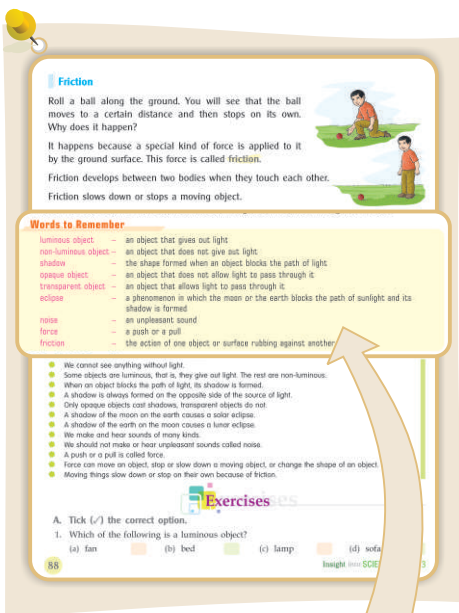 Friction
Roll a ball along the ground. You will see that the ball
moves to a certain distance and then stops on its own.
Why does it happen?
It happens because a special kind of force is applied to it
by the ground surface. This force is called friction.
Friction develops between two bodies when they touch each other.
Friction slows down or stops a moving object.
Words to Remember
luminous object – an object that gives out light
non-luminous object – an object that does not give out light
shadow – the shape formed when an object blocks the path of light
opaque object – an object that does not allow light to pass through it
transparent object – an object that allows light to pass through it
eclipse – a phenomenon in which the moon or the earth blocks the path of sunlight and its
shadow is formed
noise – an unpleasant sound
force – a push or a pull
friction – the action of one object or surface rubbing against another
We cannot see anything without light.
Some objects are luminous, that is, they give out light. The rest are non-luminous.
When an object blocks the path of light, its shadow is formed.
A shadow is always formed on the opposite side of the source of light.
Only opaque objects cast shadows, transparent objects do not.
A shadow of the moon on the earth causes a solar eclipse.
A shadow of the earth on the moon causes a lunar eclipse.
We make and hear sounds of many kinds.
We should not make or hear unpleasant sounds called noise.
A push or a pull is called force.
Force can move an object, stop or slow down a moving object, or change the shape of an object.
Moving things slow down or stop on their own because of friction.
Exercises
A. Tick (✓) the correct option.
1. Which of the following is a luminous object?
(a) fan (b) bed (c) lamp (d) sofa
88 Insight into SCIE 3